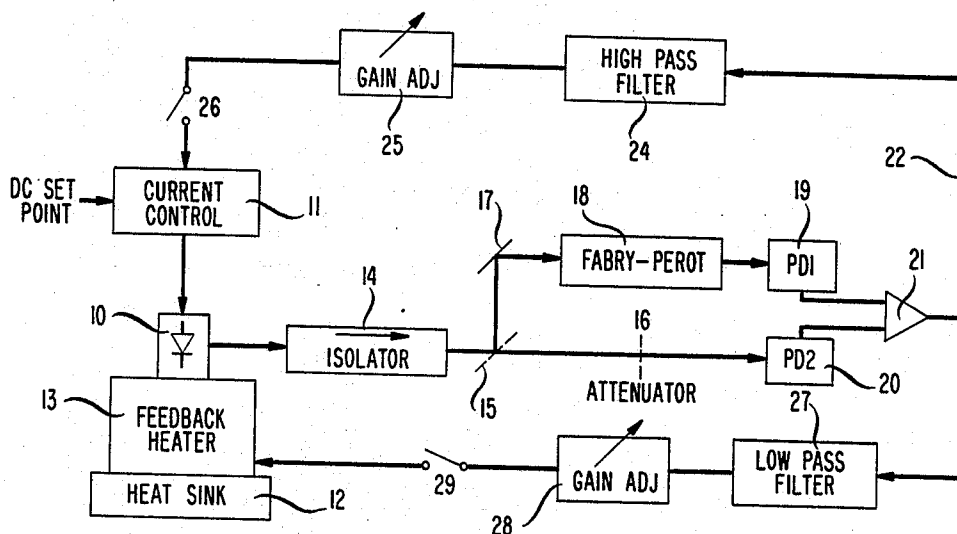 GAIN ADJ
25
HIGH PASS
FILTER
24
26
22
DC SET
POINT
CURRENT
CONTROL
11
17
18
FABRY-PEROT
19
PD1
21
10
14
ISOLATOR
15
16
ATTENUATOR
PD2
20
13
FEEDBACK
HEATER
HEAT SINK
12
29
GAIN ADJ
28
27
LOW PASS
FILTER